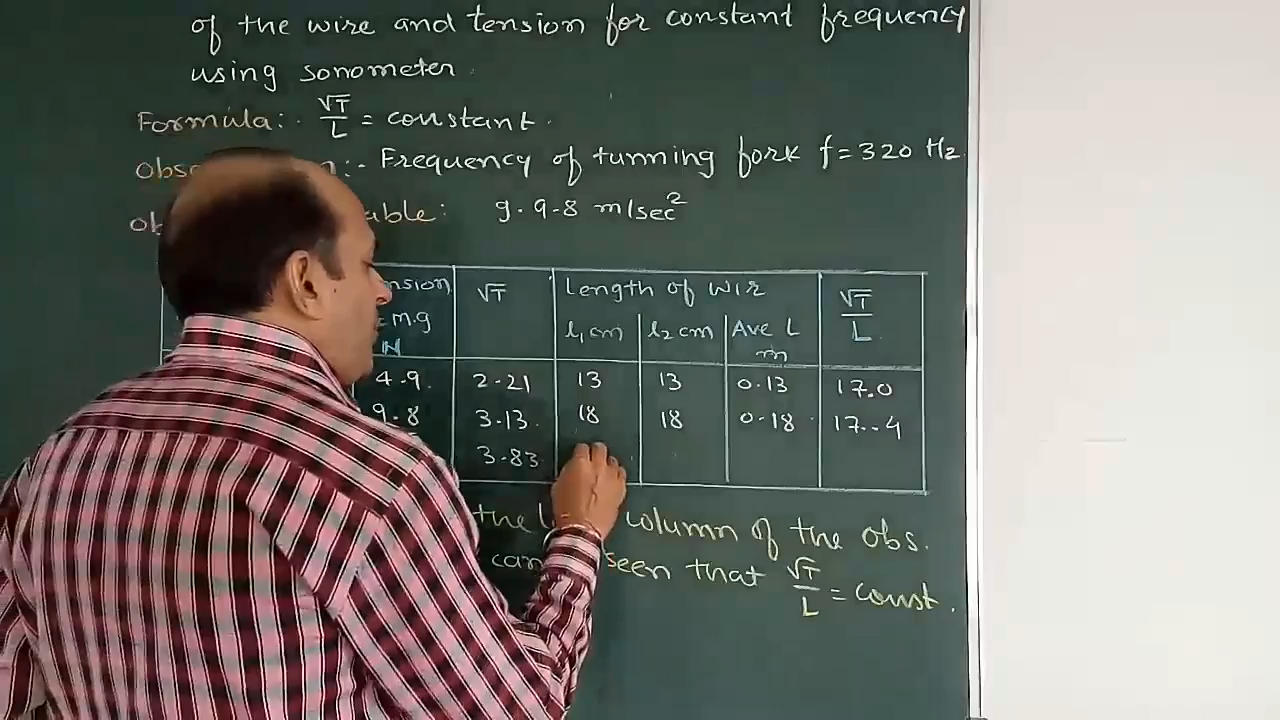 of the wire and tension for constant frequency
using sonometer.
Formula:- √T/L = constant.
:- Frequency of tunning fork f=320 Hz.
able: g.9.8 m/sec²
√T Length of wir √T/L
= m.g l₁ cm l₂ cm Ave L
N m
4.9. 2.21 13 13 0.13 17.0
9.8 3.13. 18 18 0.18 17..4
3.83.
the column of the obs.
seen that √T/L = const.